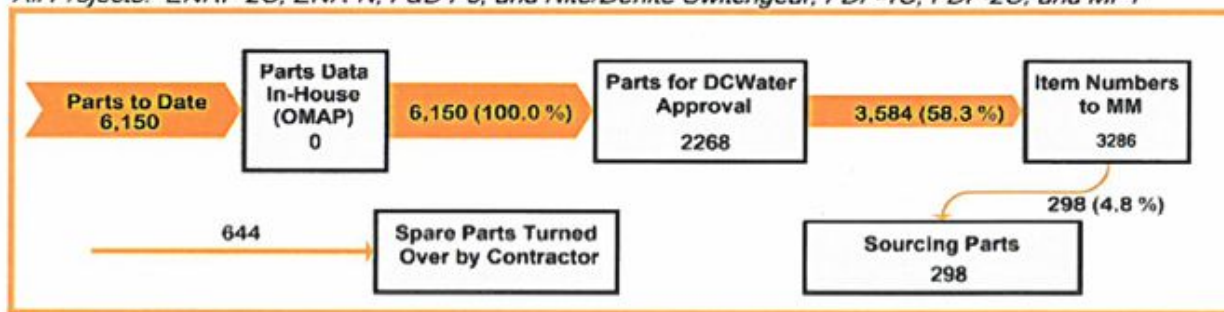 Parts to Date
6,150
Parts Data
In-House
(OMAP)
0
6,150 (100.0 %)
Parts for DCWater
Approval
2268
3,584 (58.3 %)
Item Numbers
to MM
3286
298 (4.8 %)
644
Spare Parts Turned
Over by Contractor
Sourcing Parts
298